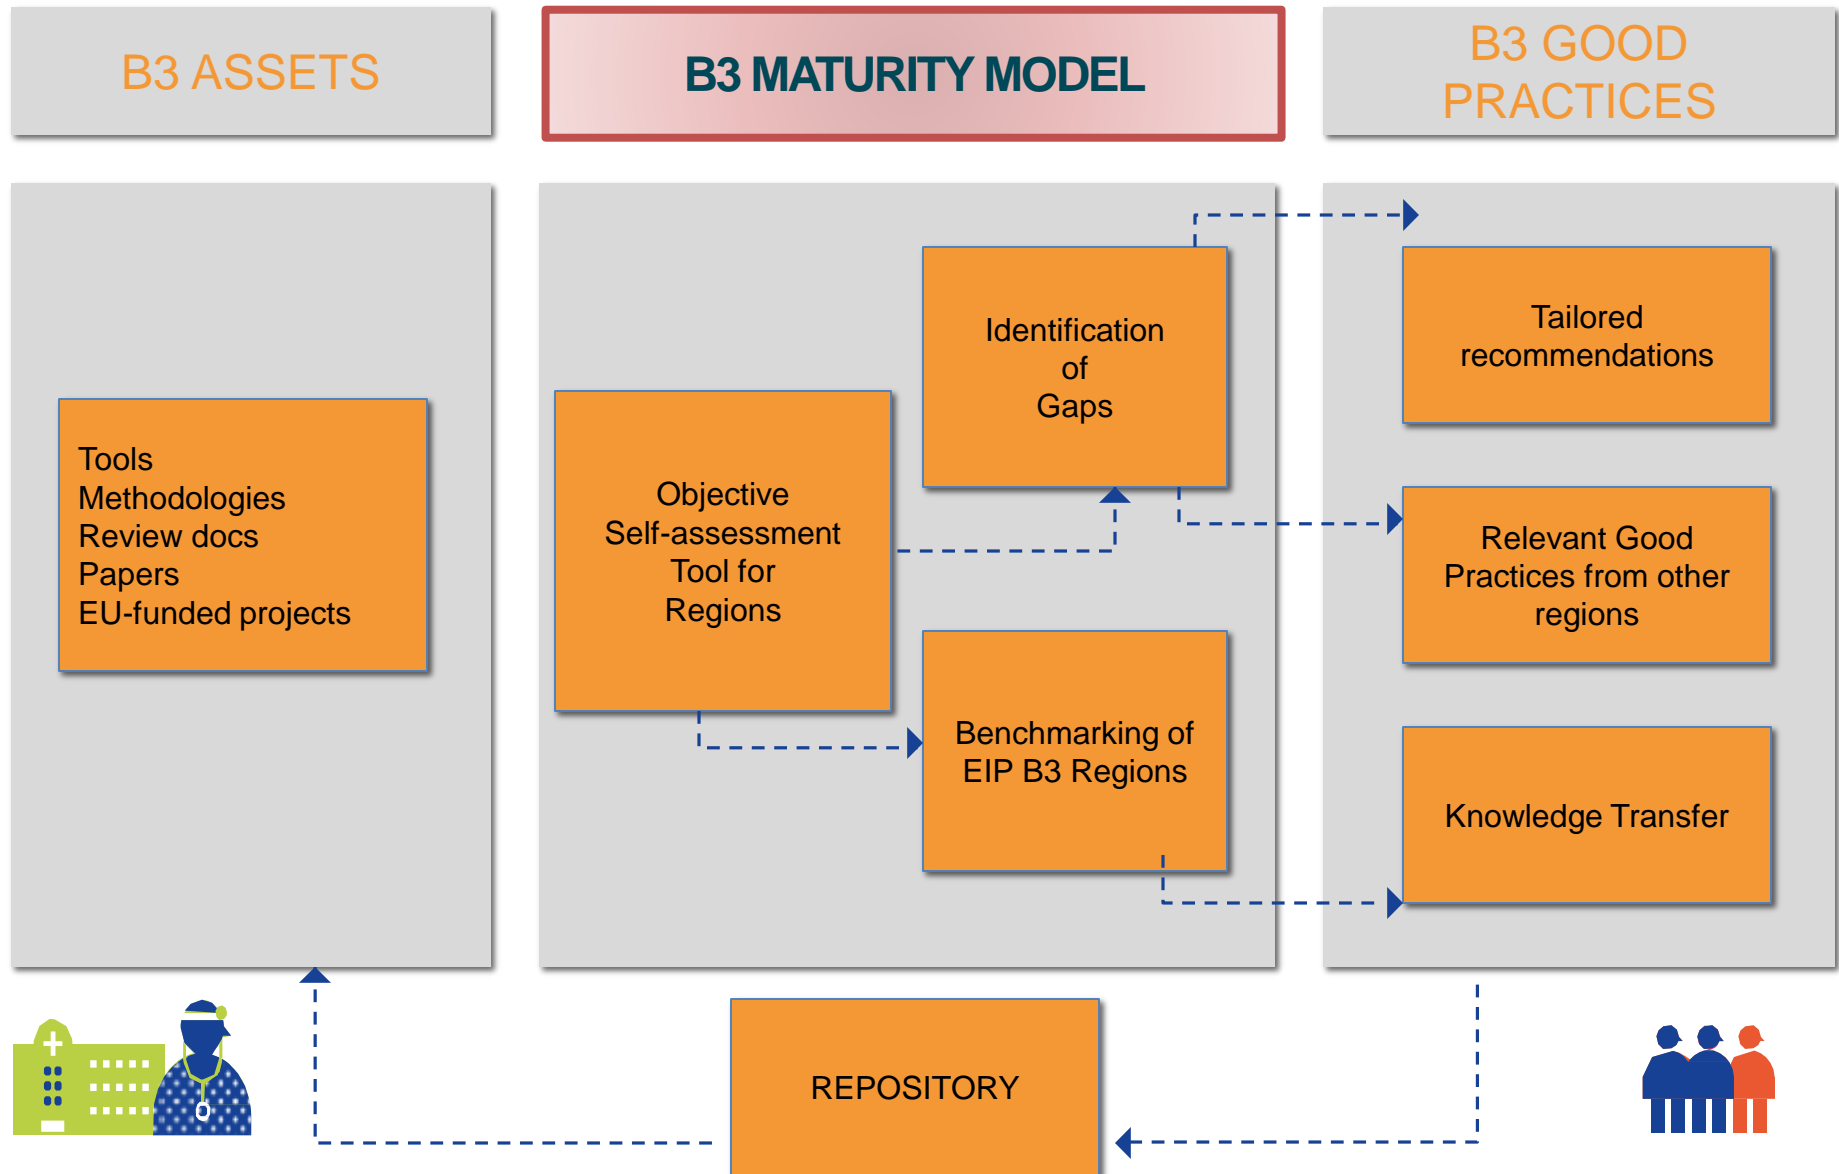 B3 ASSETS
B3 MATURITY MODEL
B3 GOOD
PRACTICES
Tools
Methodologies
Review docs
Papers
EU-funded projects
Objective
Self-assessment
Tool for
Regions
Identification
of
Gaps
Benchmarking of
EIP B3 Regions
Tailored
recommendations
Relevant Good
Practices from other
regions
Knowledge Transfer
REPOSITORY